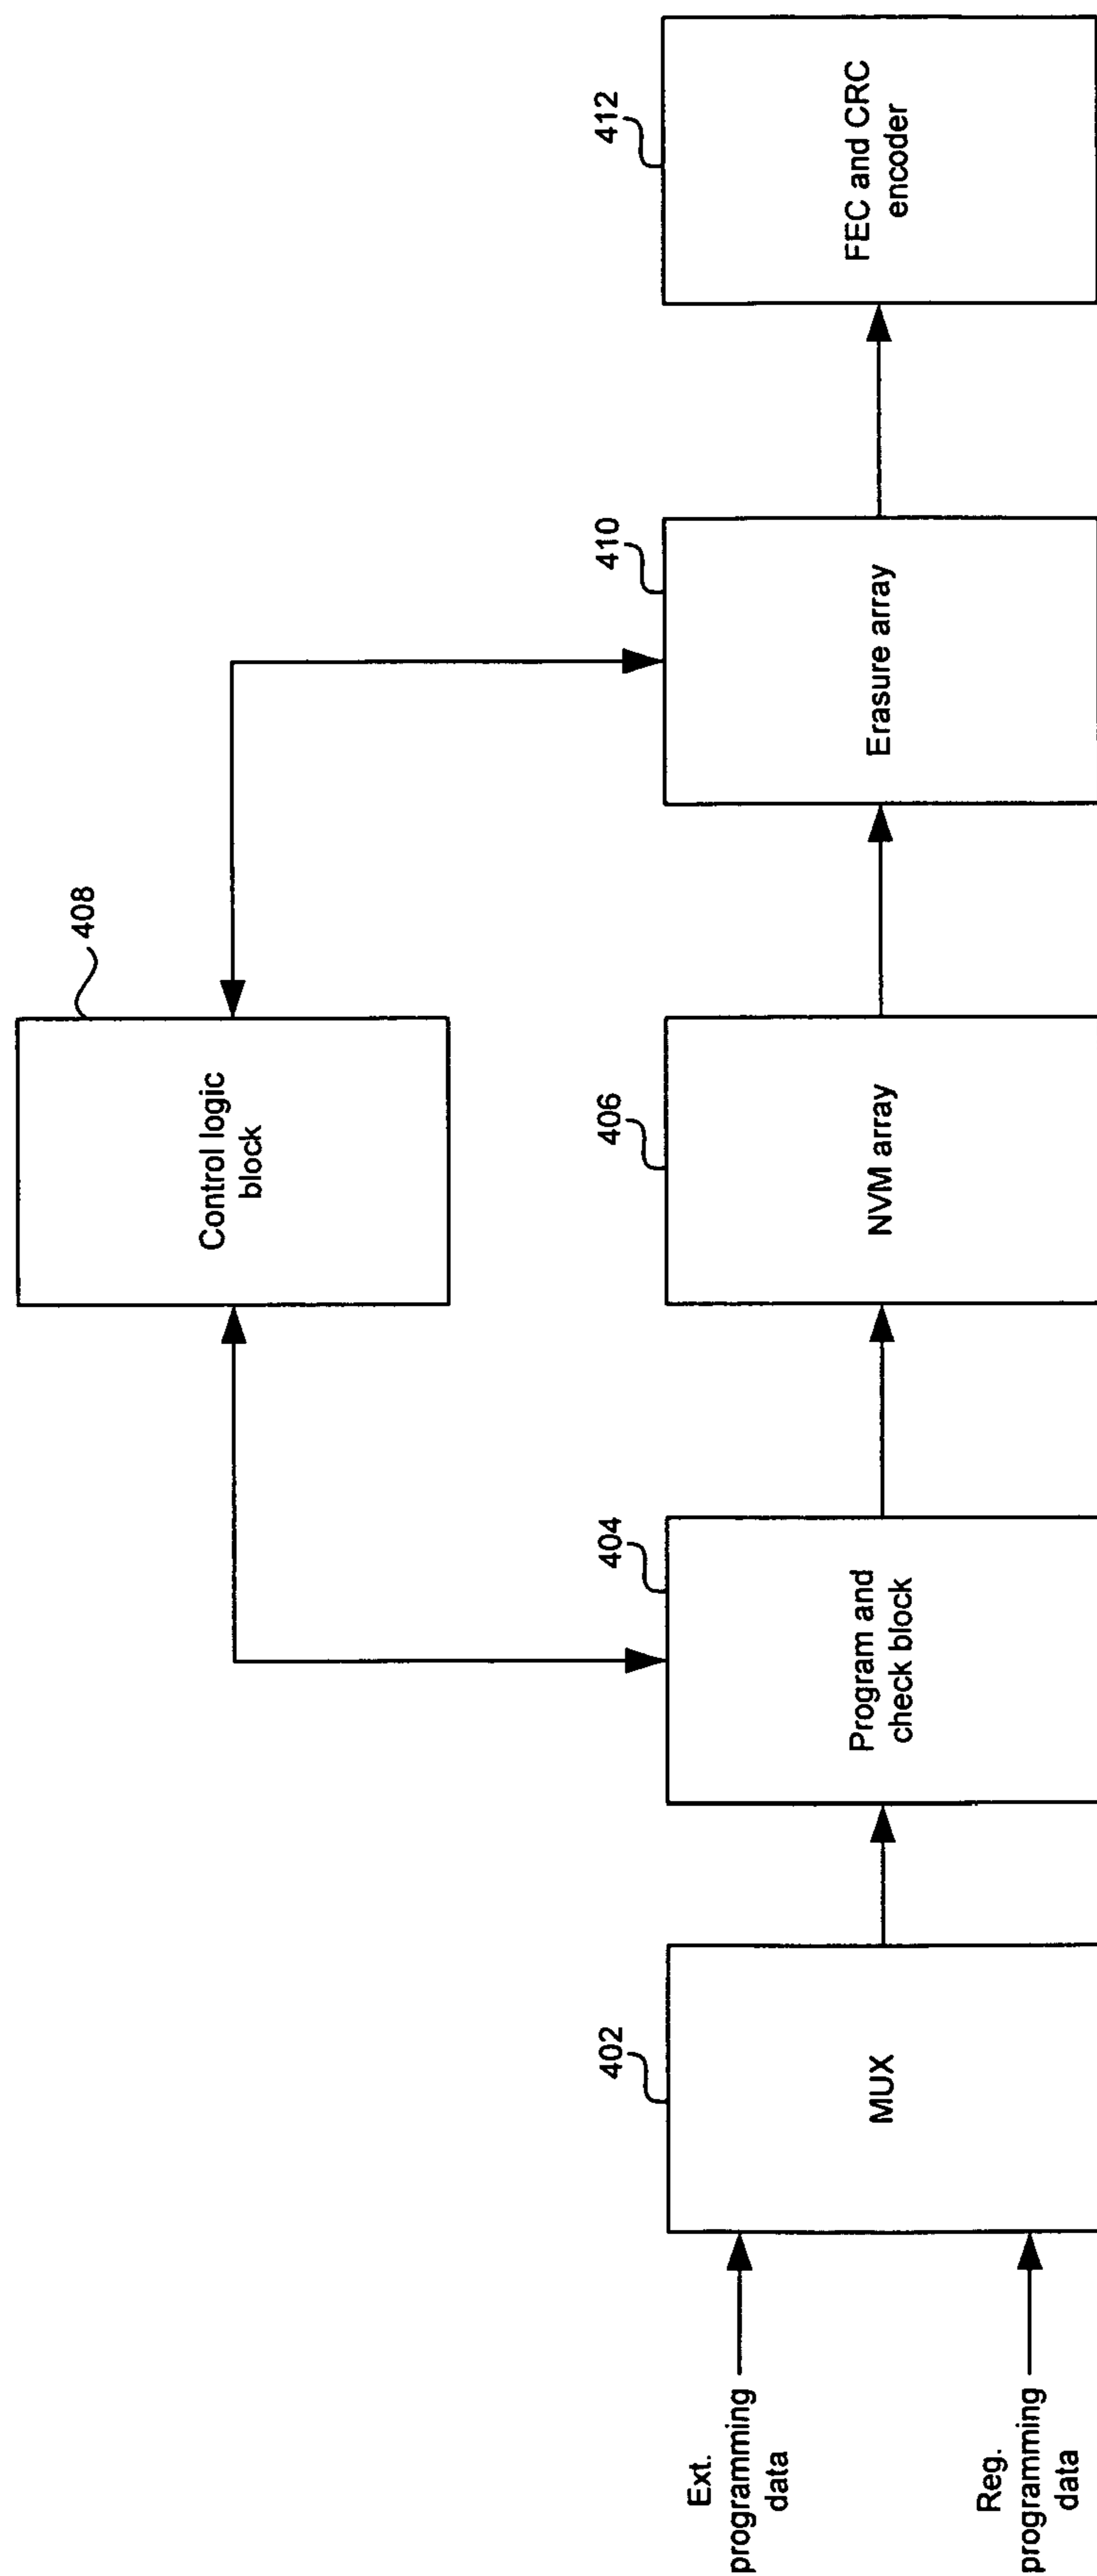 408
Control logic
block
Ext.
programming
data
Reg.
programming
data
402
MUX
404
Program and
check block
406
NVM array
410
Erasure array
412
FEC and CRC
encoder